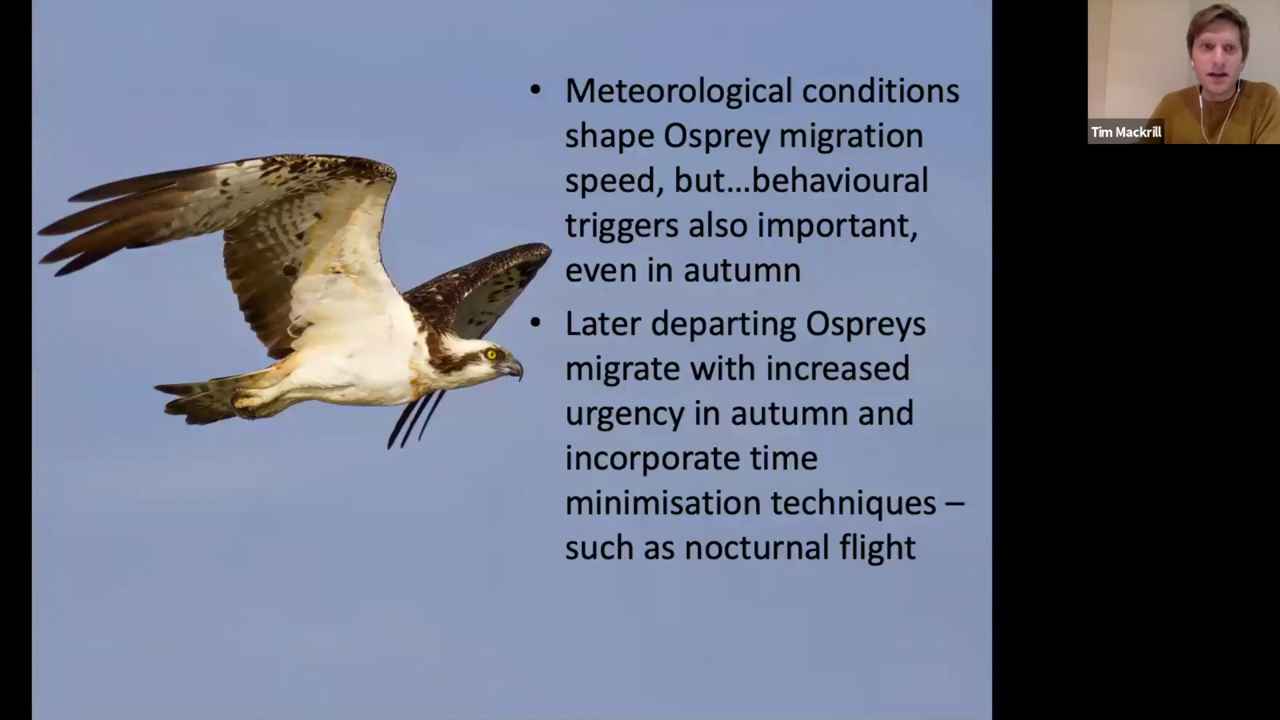 • Meteorological conditions
shape Osprey migration
speed, but...behavioural
triggers also important,
even in autumn
• Later departing Ospreys
migrate with increased
urgency in autumn and
incorporate time
minimisation techniques –
such as nocturnal flight
Tim Mackrill